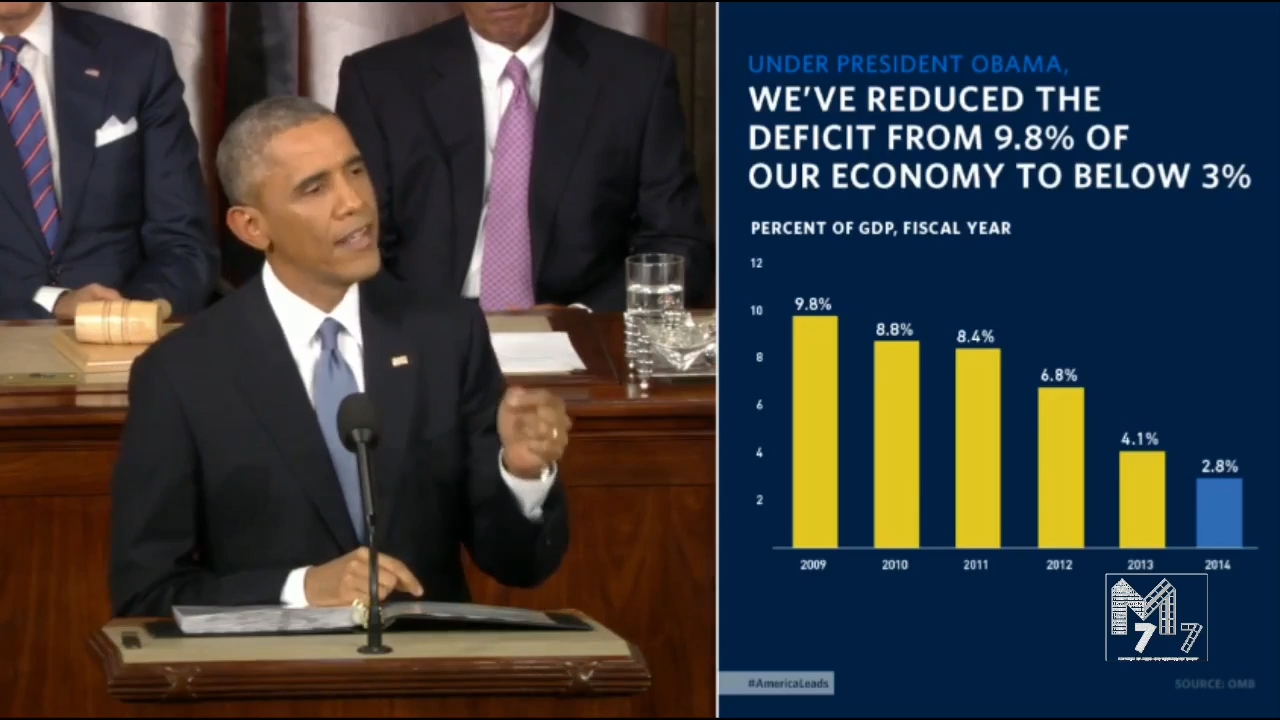 UNDER PRESIDENT OBAMA,
WE'VE REDUCED THE
DEFICIT FROM 9.8% OF
OUR ECONOMY TO BELOW 3%
PERCENT OF GDP, FISCAL YEAR
12
10
8
6
4
2
9.8%
8.8%
8.4%
6.8%
4.1%
2.8%
2009
2010
2011
2012
2013
2014
M
7 7
#AmericaLeads
SOURCE: OMB